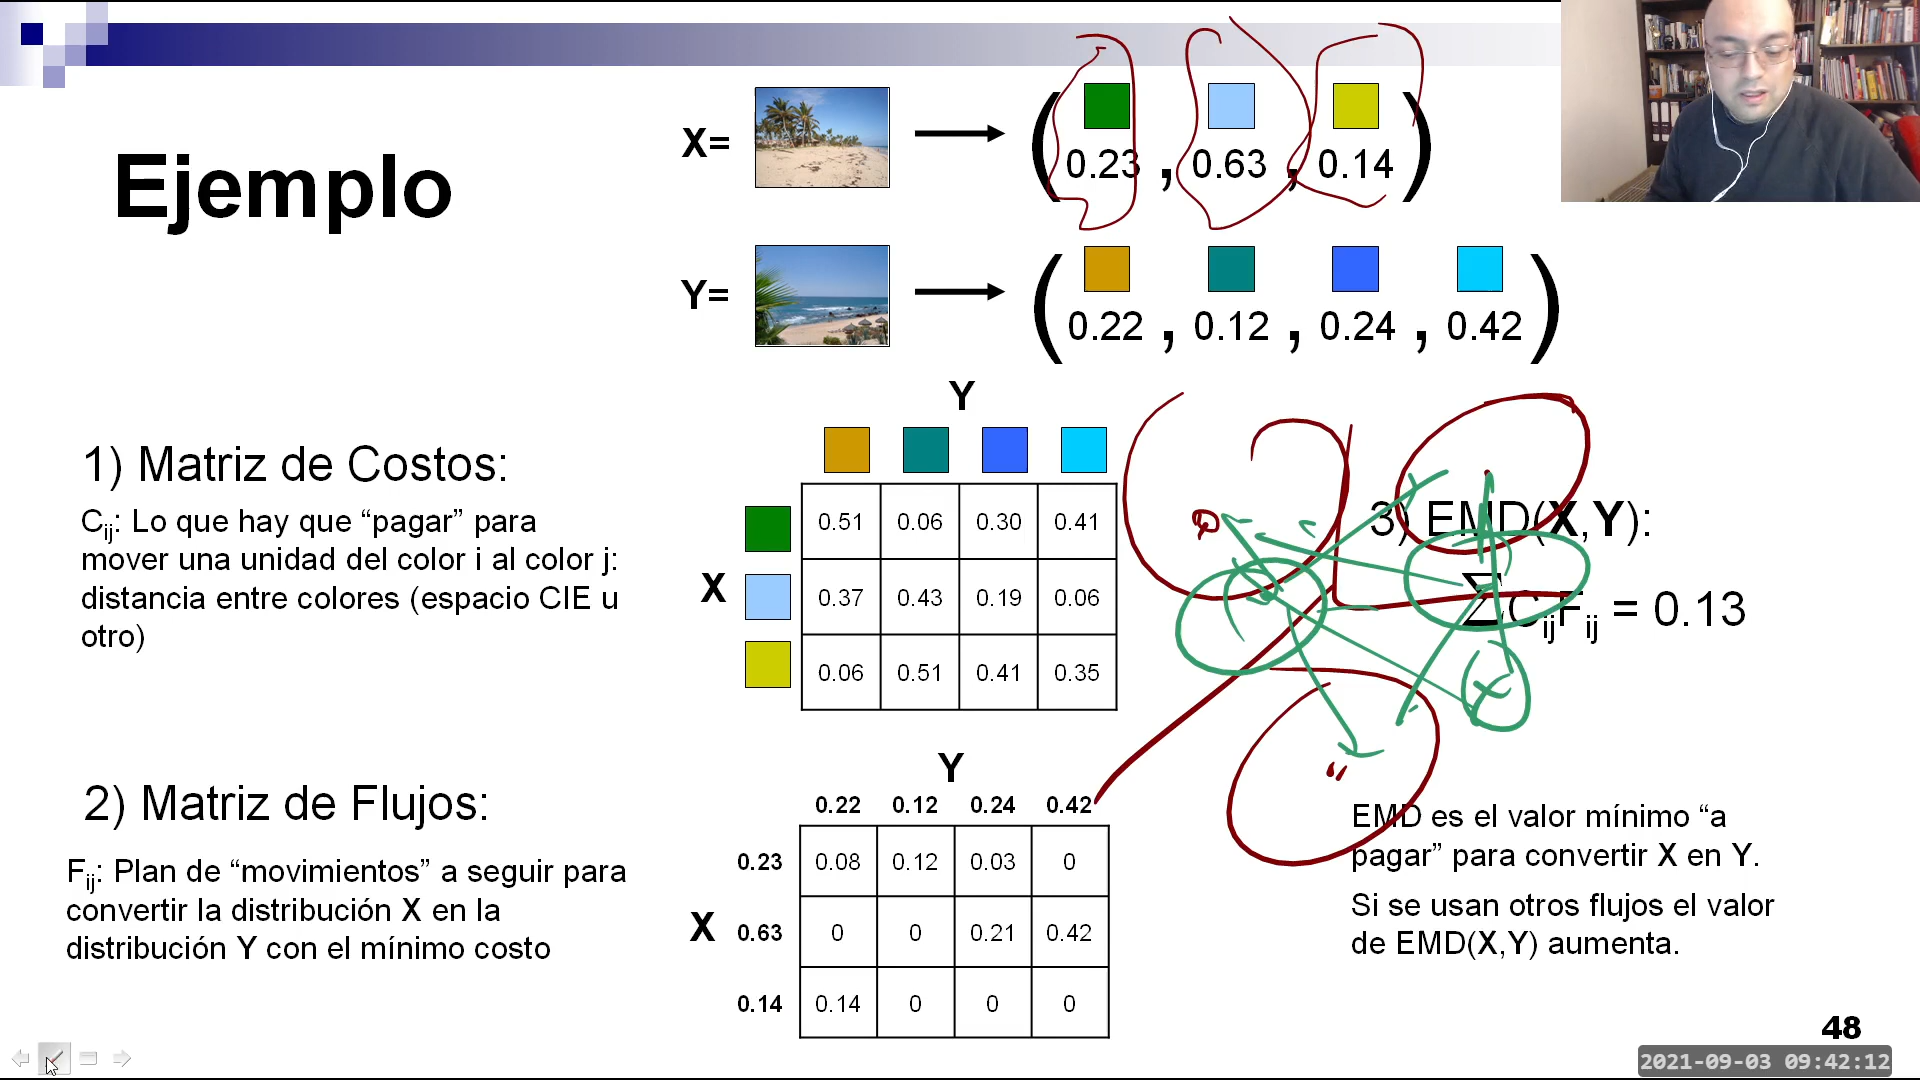 Ejemplo
X=
( 0.23 , 0.63 , 0.14 )
Y=
( 0.22 , 0.12 , 0.24 , 0.42 )
1) Matriz de Costos:
Cij: Lo que hay que “pagar” para
mover una unidad del color i al color j:
distancia entre colores (espacio CIE u
otro)
Y
X
0.51 0.06 0.30 0.41
0.37 0.43 0.19 0.06
0.06 0.51 0.41 0.35
3) EMD(X,Y):
∑CijFij = 0.13
2) Matriz de Flujos:
Fij: Plan de “movimientos” a seguir para
convertir la distribución X en la
distribución Y con el mínimo costo
Y
0.22 0.12 0.24 0.42
X
0.23 0.08 0.12 0.03 0
0.63 0 0 0.21 0.42
0.14 0.14 0 0 0
EMD es el valor mínimo “a
pagar” para convertir X en Y.
Si se usan otros flujos el valor
de EMD(X,Y) aumenta.
48
2021-09-03 09:42:12